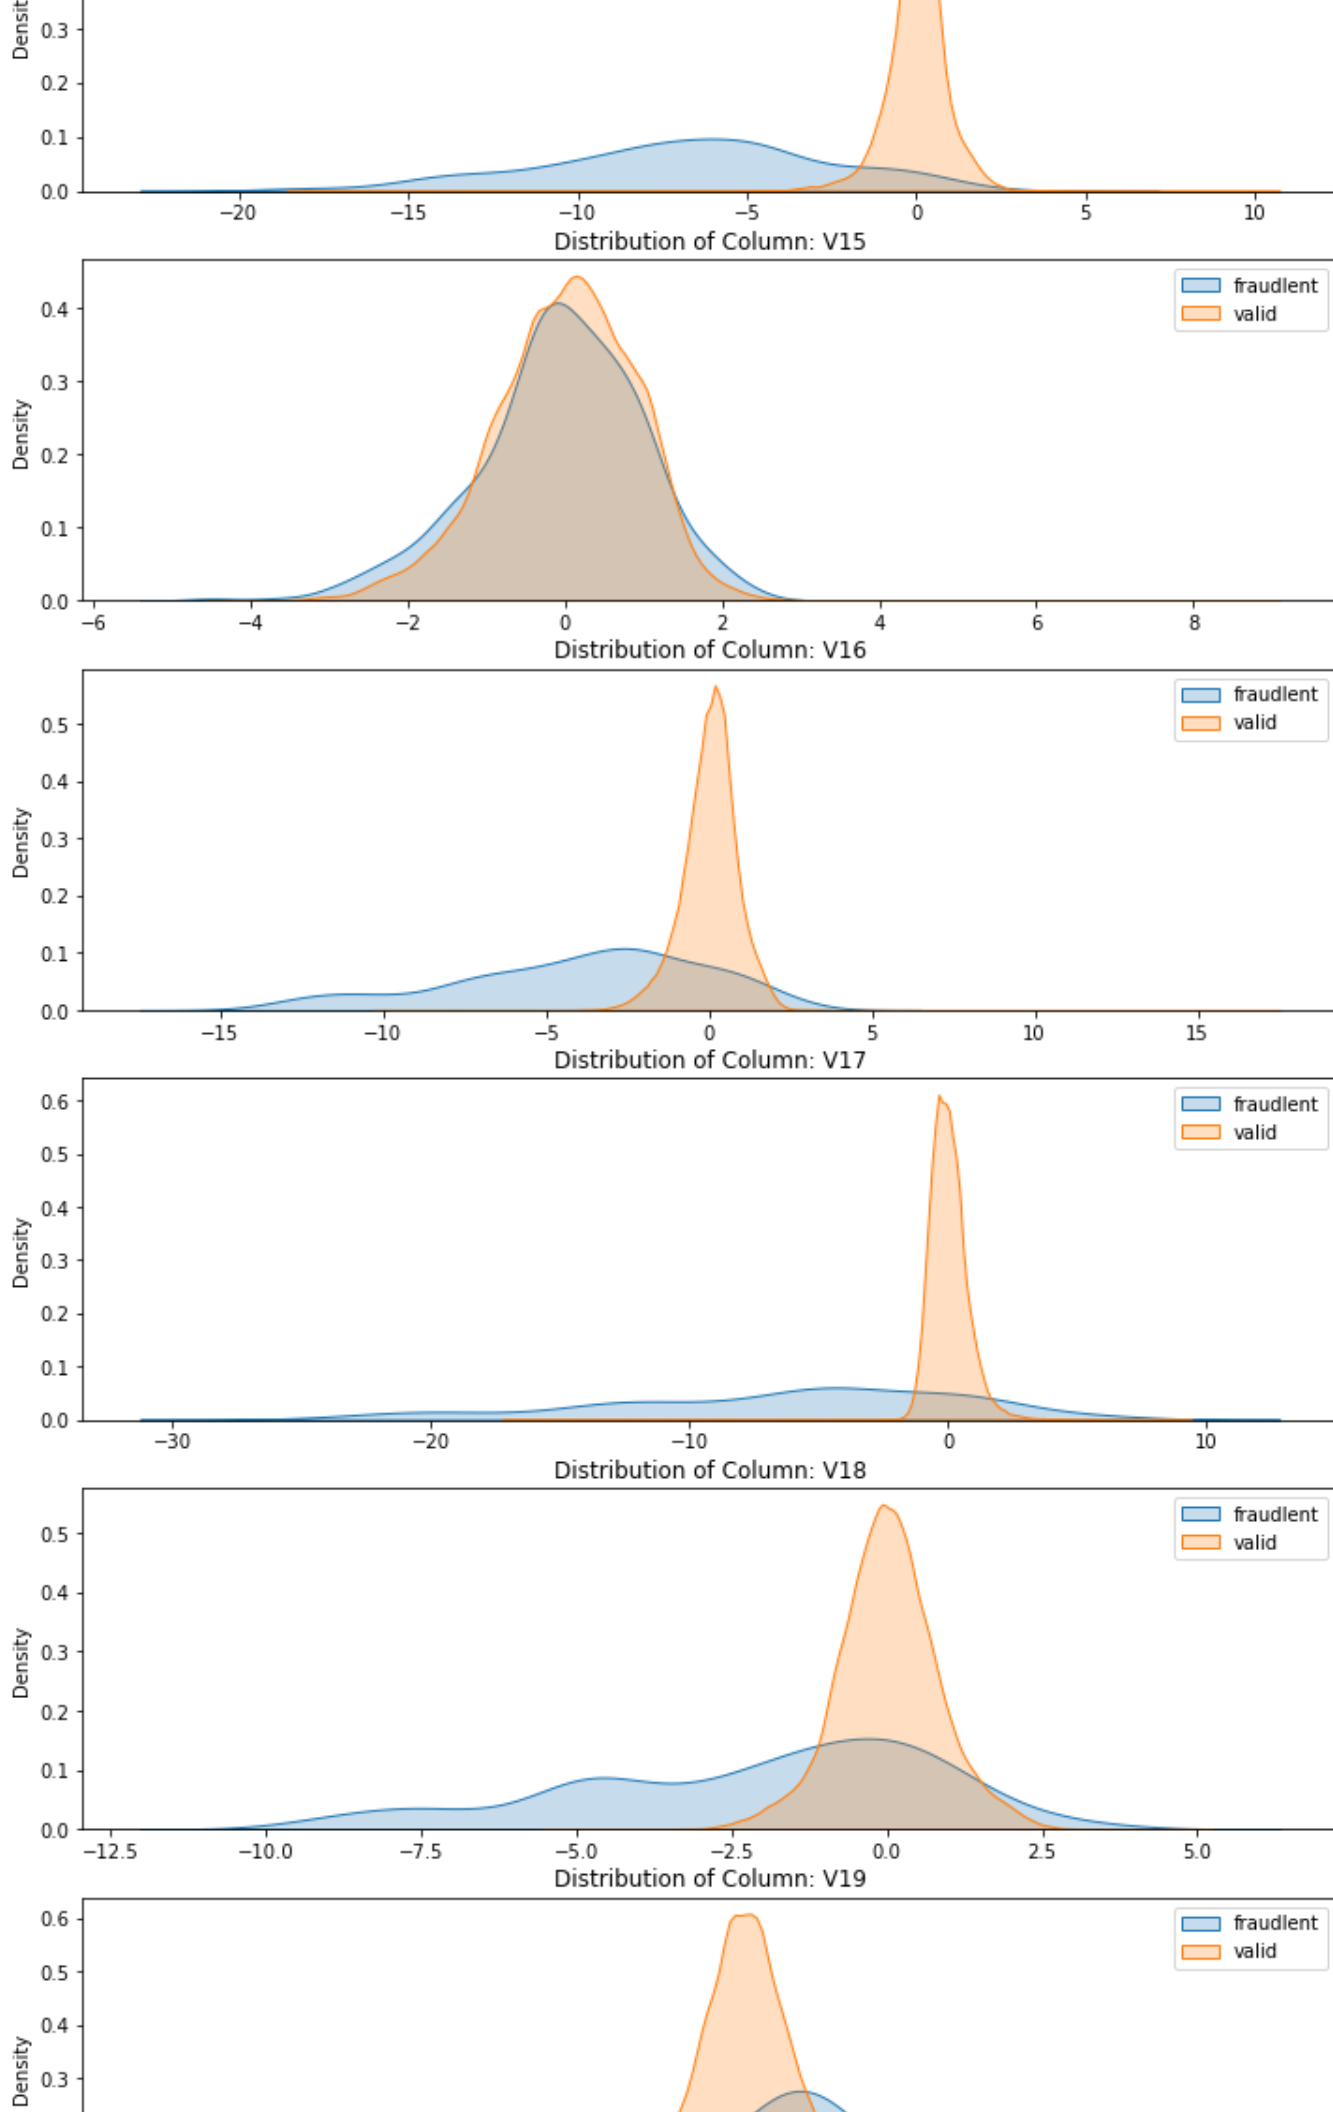 Densit
0.3
0.2
0.1
0.0
−20 −15 −10 −5 0 5 10
Distribution of Column: V15
fraudlent
valid
Density
0.4
0.3
0.2
0.1
0.0
−6 −4 −2 0 2 4 6 8
Distribution of Column: V16
fraudlent
valid
Density
0.5
0.4
0.3
0.2
0.1
0.0
−15 −10 −5 0 5 10 15
Distribution of Column: V17
fraudlent
valid
Density
0.6
0.5
0.4
0.3
0.2
0.1
0.0
−30 −20 −10 0 10
Distribution of Column: V18
fraudlent
valid
Density
0.5
0.4
0.3
0.2
0.1
0.0
−12.5 −10.0 −7.5 −5.0 −2.5 0.0 2.5 5.0
Distribution of Column: V19
fraudlent
valid
Density
0.6
0.5
0.4
0.3